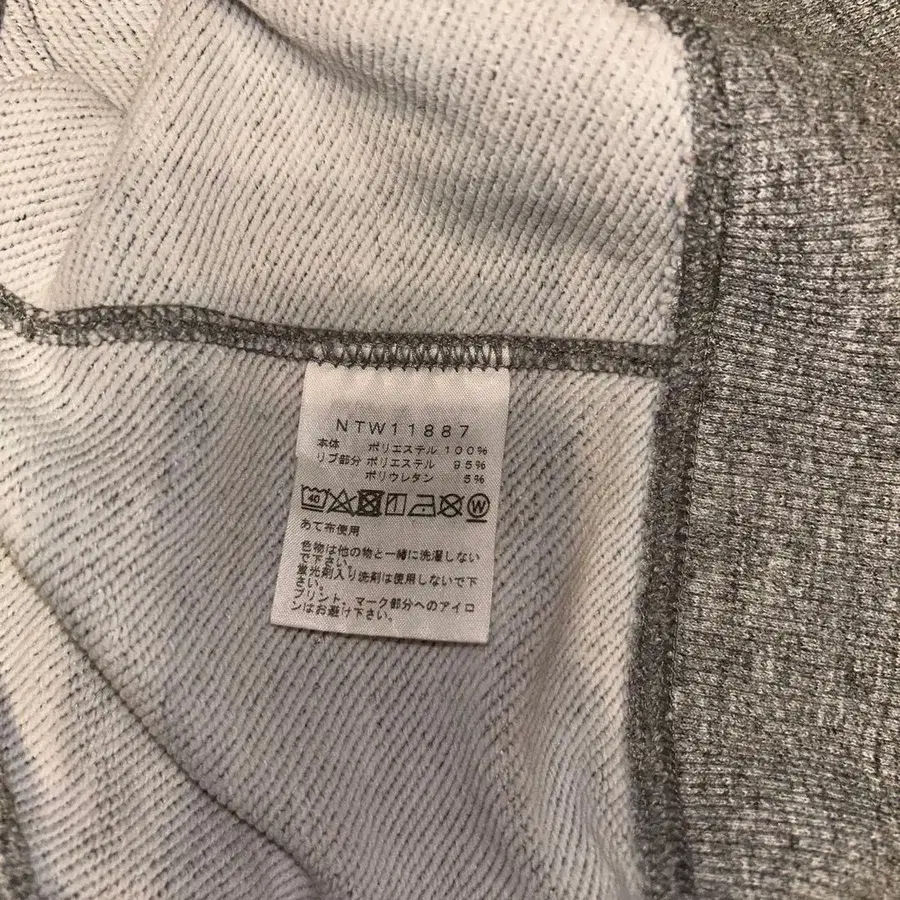 NTW11887
本体 ポリエステル 100%
リブ部分 ポリエステル 95%
ポリウレタン 5%
40 W
あて布使用
色物は他の物と一緒に洗濯しない
で下さい。
蛍光剤入り洗剤は使用しないで下
さい。
プリント、マーク部分へのアイロ
ンはお避け下さい。